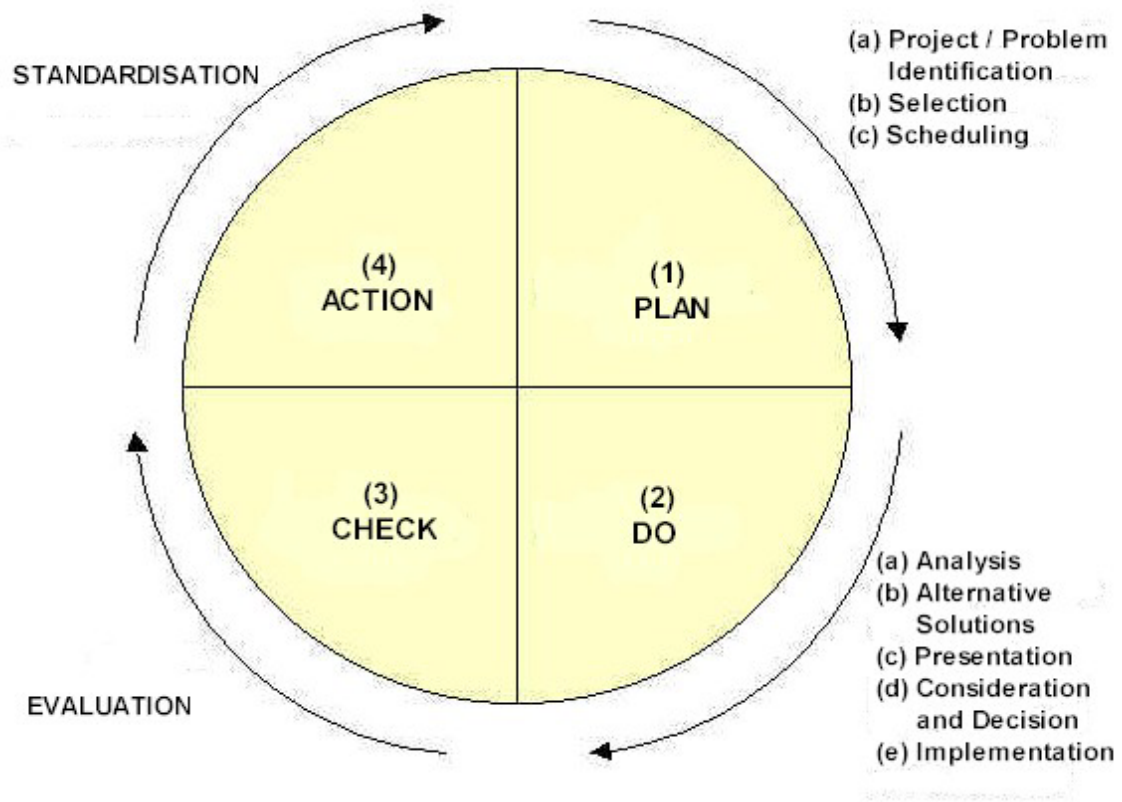 STANDARDISATION
(a) Project / Problem
Identification
(b) Selection
(c) Scheduling
(4)
ACTION
(1)
PLAN
(3)
CHECK
(2)
DO
(a) Analysis
(b) Alternative
Solutions
(c) Presentation
(d) Consideration
and Decision
(e) Implementation
EVALUATION